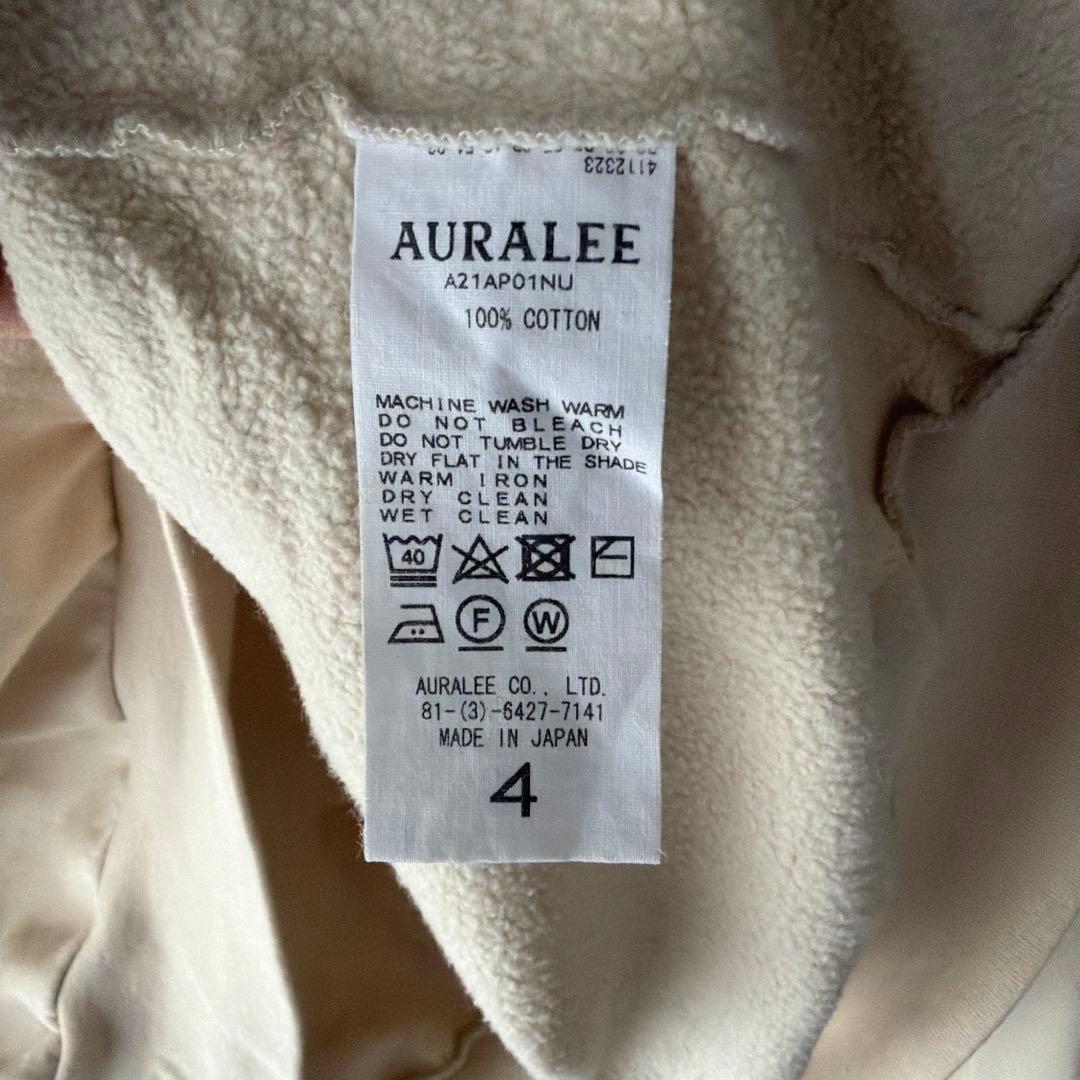 4112323
AURALEE
A21AP01NU
100% COTTON
MACHINE WASH WARM
DO NOT BLEACH
DO NOT TUMBLE DRY
DRY FLAT IN THE SHADE
WARM IRON
DRY CLEAN
WET CLEAN
40
F W
AURALEE CO., LTD.
81-(3)-6427-7141
MADE IN JAPAN
4